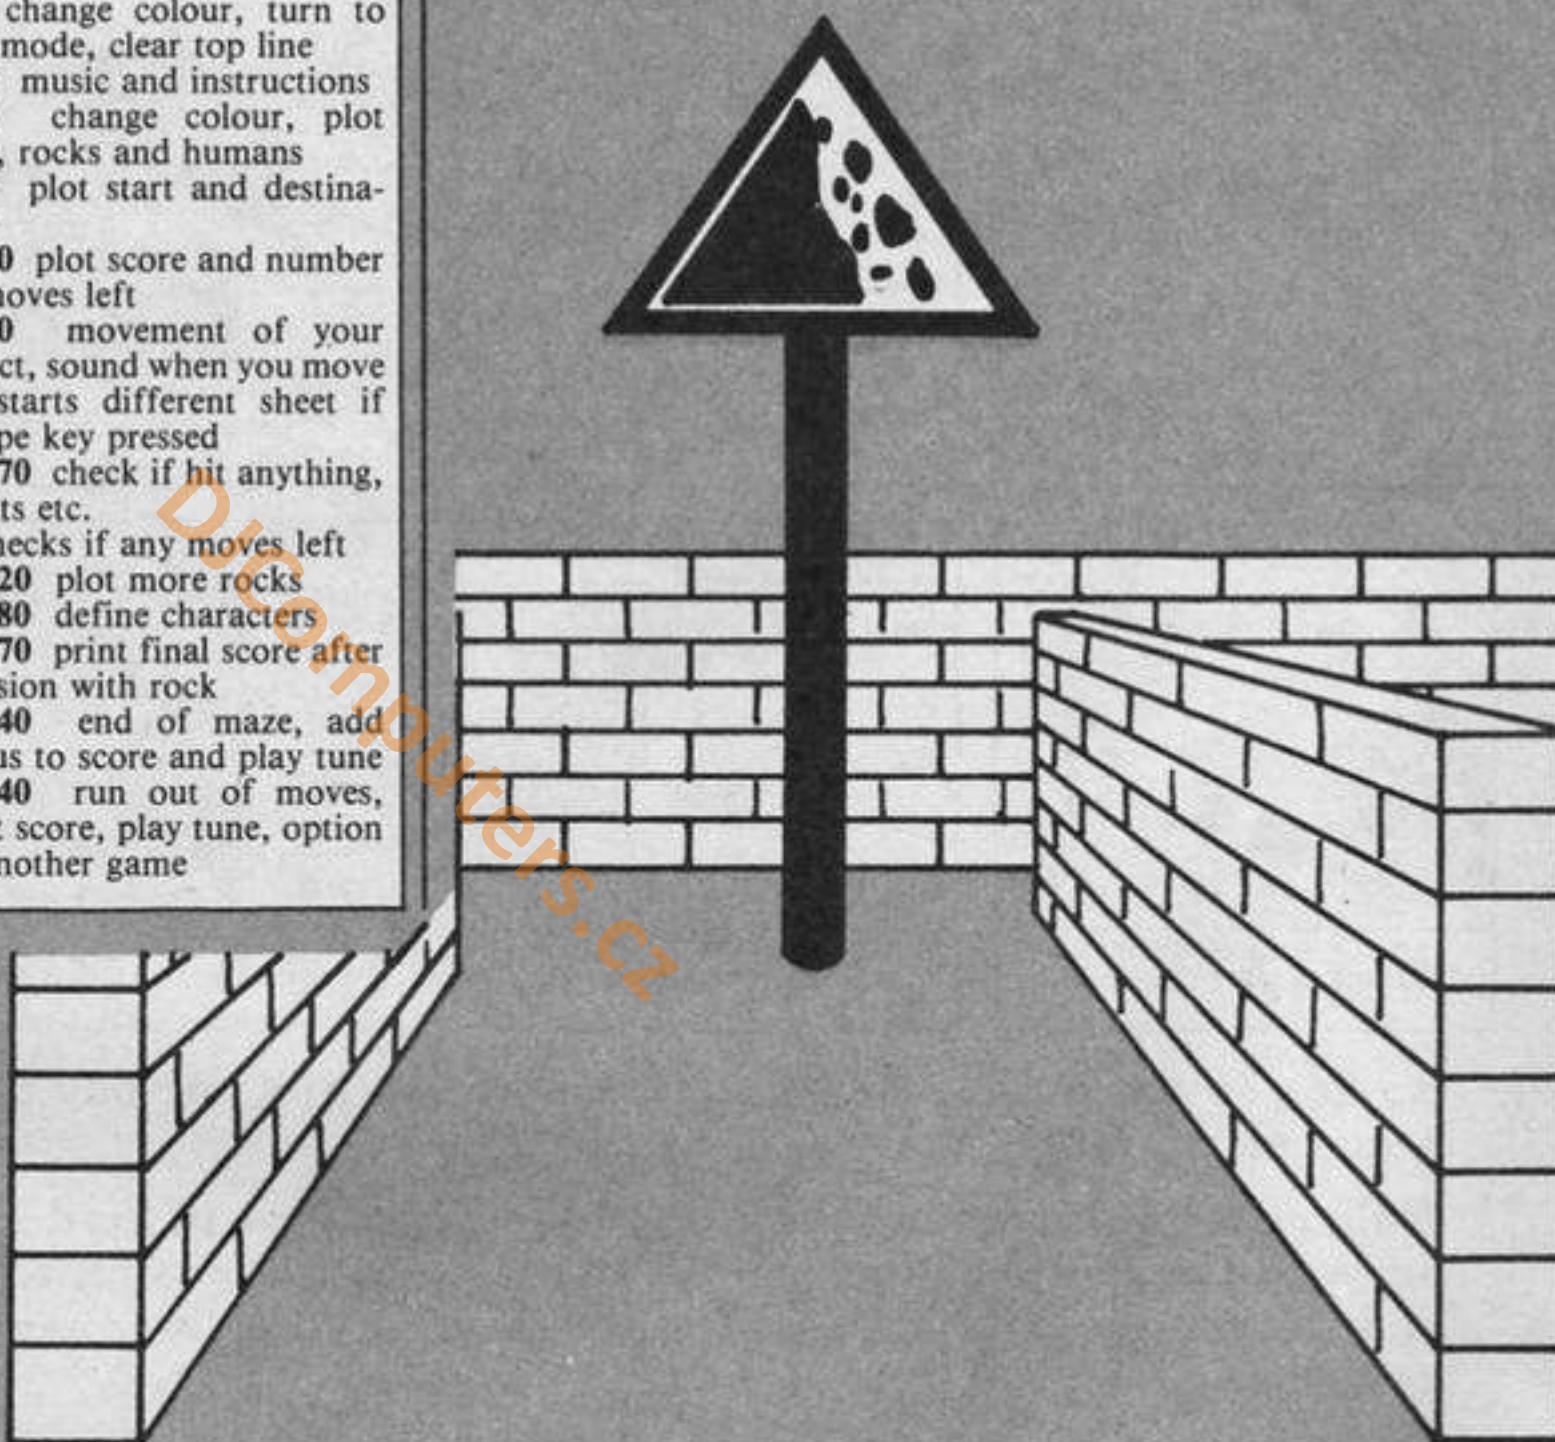 change colour, turn to
mode, clear top line
music and instructions
change colour, plot
, rocks and humans
plot start and destina-
0 plot score and number
moves left
0 movement of your
ct, sound when you move
starts different sheet if
pe key pressed
70 check if hit anything,
ts etc.
hecks if any moves left
20 plot more rocks
80 define characters
70 print final score after
sion with rock
40 end of maze, add
us to score and play tune
40 run out of moves,
t score, play tune, option
nother game
DJcomputers.cz